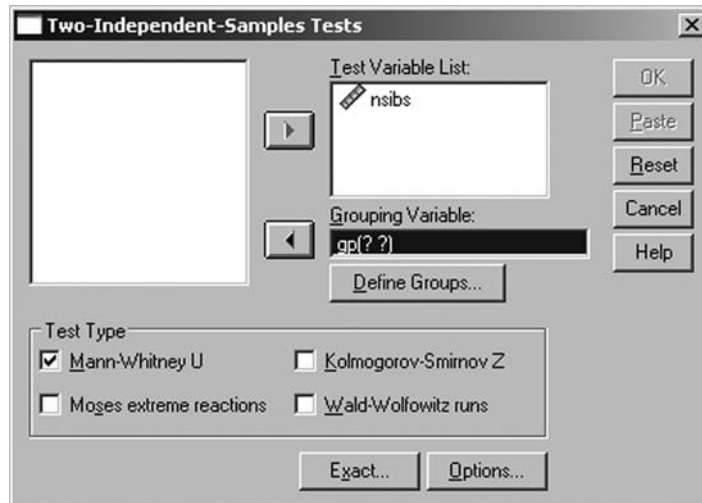 Two-Independent-Samples Tests
Test Variable List:
nsibs
Grouping Variable:
gp(? ?)
Define Groups...
OK
Paste
Reset
Cancel
Help
Test Type
Mann-Whitney U
Kolmogorov-Smirnov Z
Moses extreme reactions
Wald-Wolfowitz runs
Exact...
Options...